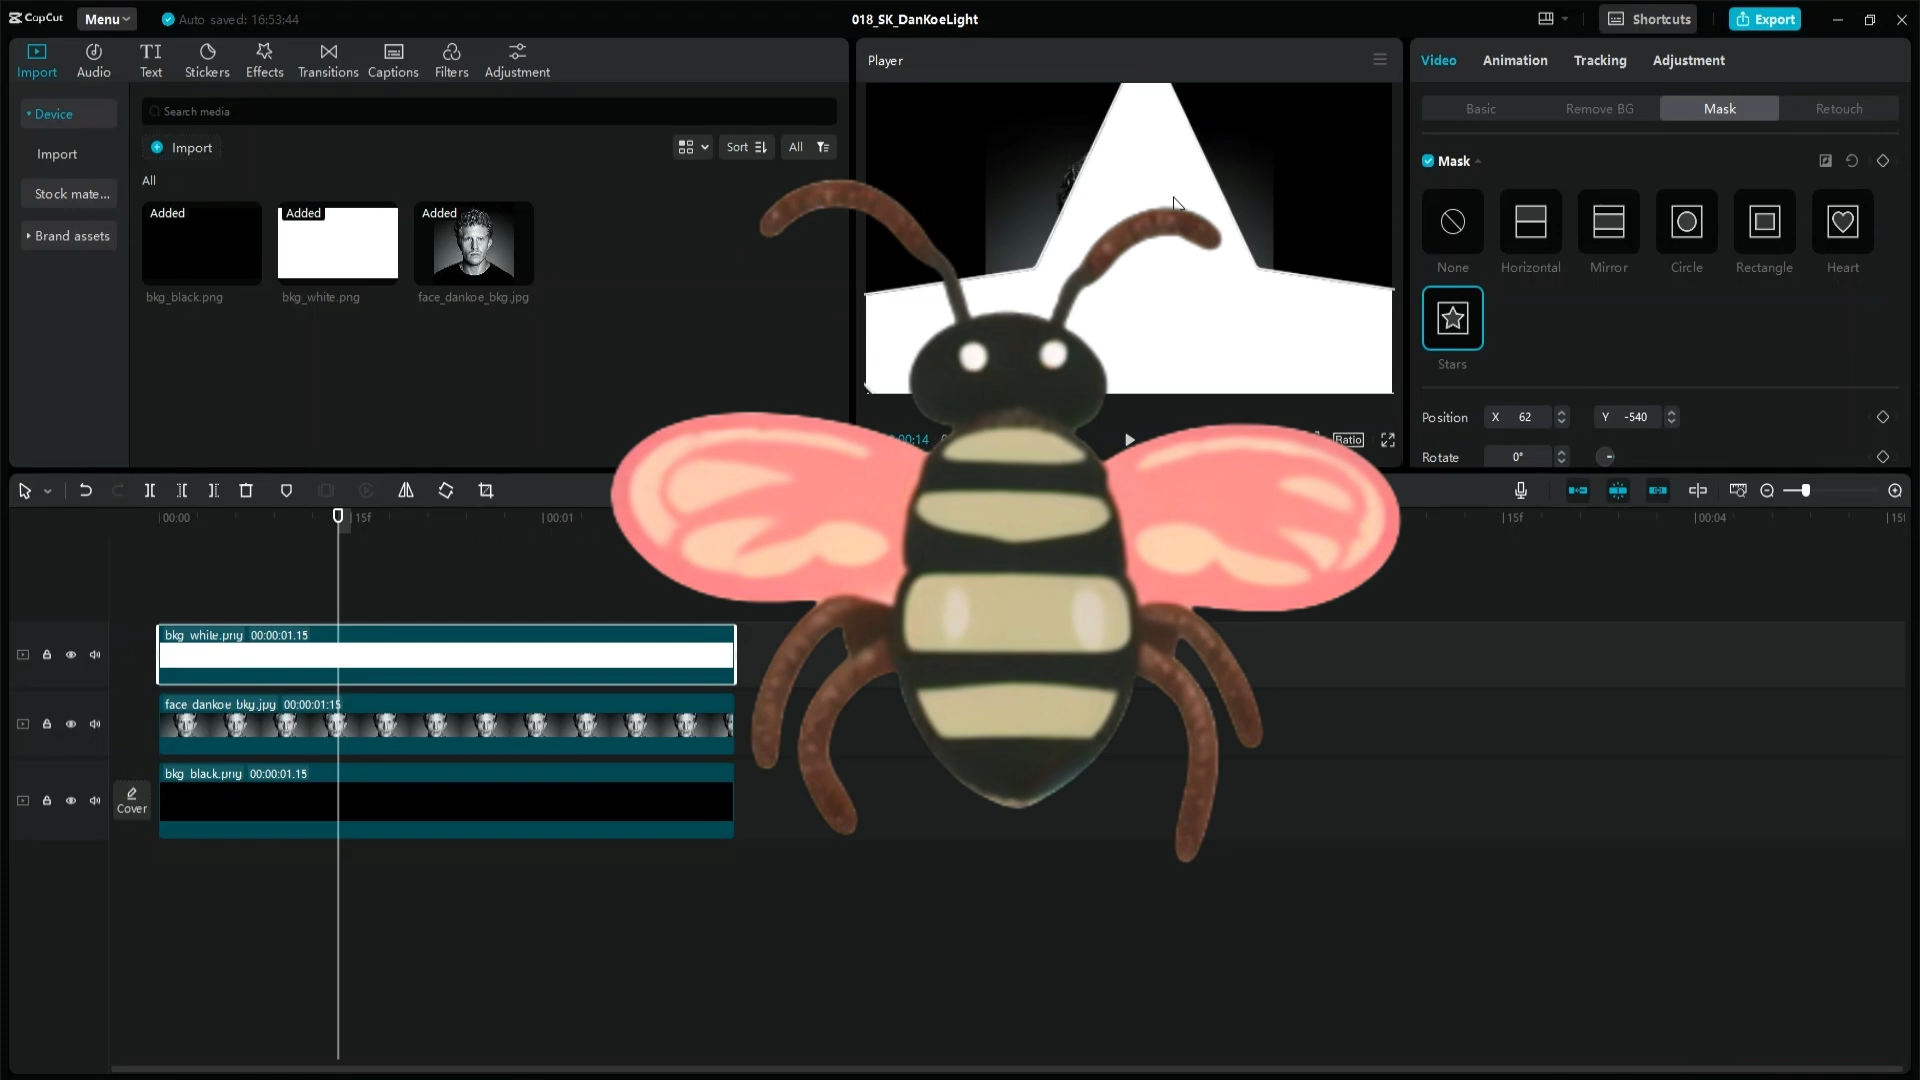 CapCut
Menu
Auto saved: 16:53:44
018_SK_DanKoeLight
Shortcuts
Export
Import
Audio
Text
Stickers
Effects
Transitions
Captions
Filters
Adjustment
Player
Video
Animation
Tracking
Adjustment
Device
Import
Stock mate...
Brand assets
Search media
Import
Sort
All
All
Added
Added
Added
bkg_black.png
bkg_white.png
face_dankoe_bkg.jpg
Basic
Remove BG
Mask
Retouch
Mask
None
Horizontal
Mirror
Circle
Rectangle
Heart
Stars
Position
X 62
Y -540
Rotate
0°
:00:14
Ratio
00:00
15f
00:01
15f
00:04
15f
bkg_white.png 00:00:01:15
face_dankoe_bkg.jpg 00:00:01:15
bkg_black.png 00:00:01:15
Cover